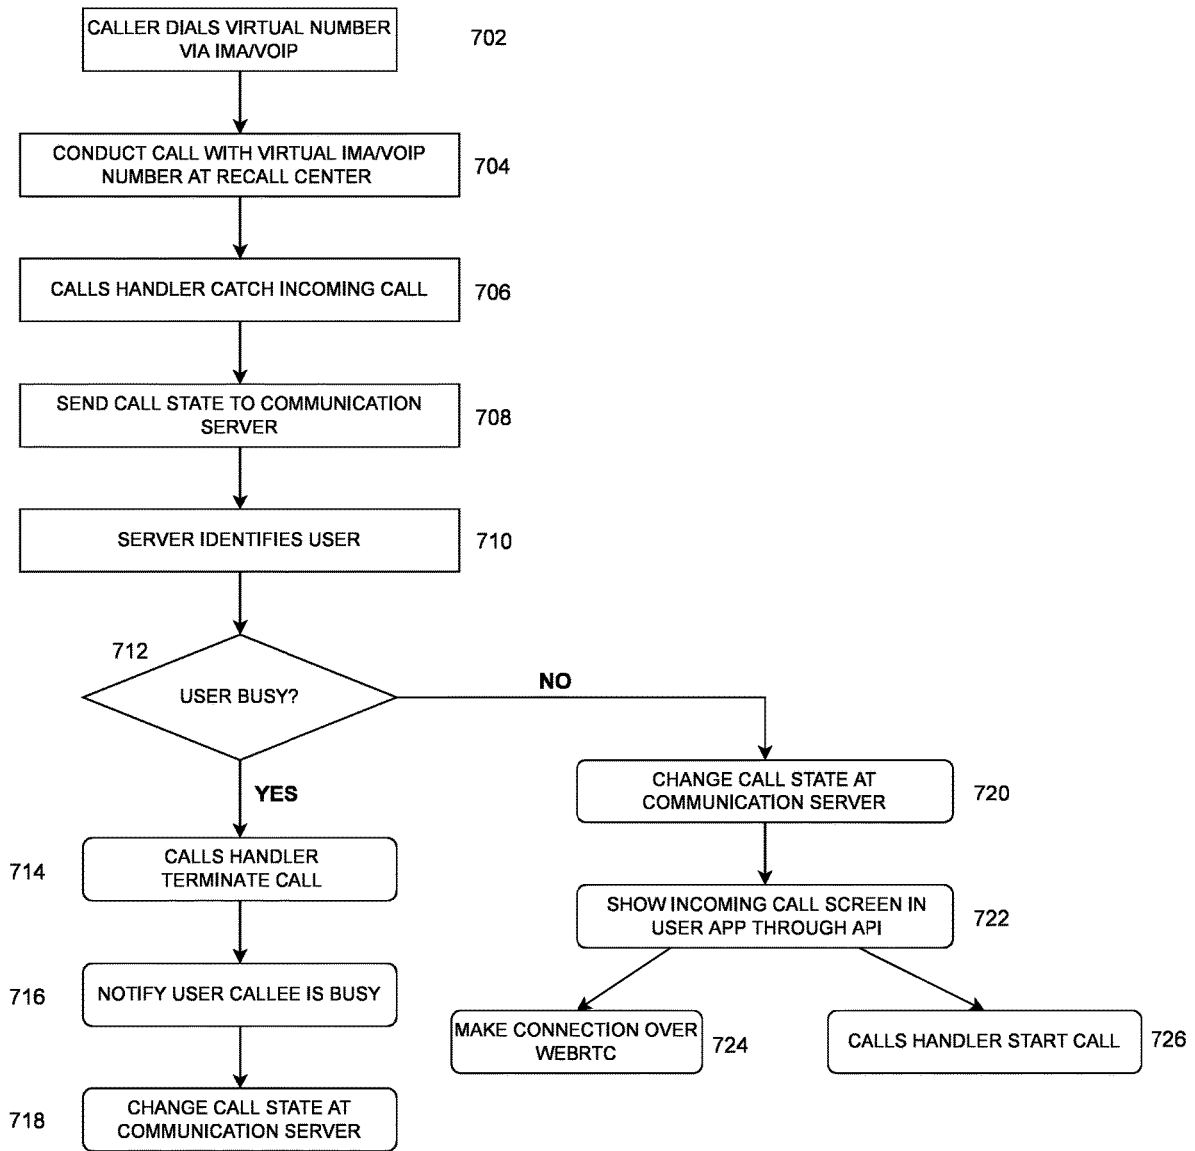 CALLER DIALS VIRTUAL NUMBER
VIA IMA/VOIP
702
CONDUCT CALL WITH VIRTUAL IMA/VOIP
NUMBER AT RECALL CENTER
704
CALLS HANDLER CATCH INCOMING CALL
706
SEND CALL STATE TO COMMUNICATION
SERVER
708
SERVER IDENTIFIES USER
710
712
USER BUSY?
NO
YES
714
CALLS HANDLER
TERMINATE CALL
716
NOTIFY USER CALLEE IS BUSY
718
CHANGE CALL STATE AT
COMMUNICATION SERVER
CHANGE CALL STATE AT
COMMUNICATION SERVER
720
SHOW INCOMING CALL SCREEN IN
USER APP THROUGH API
722
MAKE CONNECTION OVER
WEBRTC
724
CALLS HANDLER START CALL
726